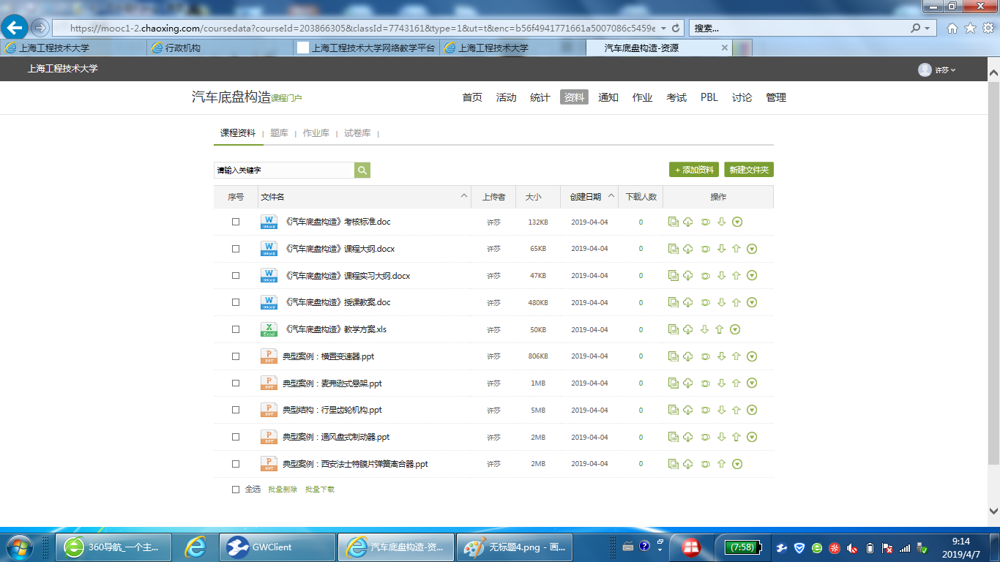 https://mooc1-2.chaoxing.com/coursedata?courseId=203866305&classId=7743161&type=1&ut=t&enc=b56f4941771661a5007086c5459e
搜索...
上海工程技术大学 行政机构 上海工程技术大学网络教学平台 上海工程技术大学 汽车底盘构造-资源
上海工程技术大学 许莎
汽车底盘构造课程门户 首页 活动 统计 资料 通知 作业 考试 PBL 讨论 管理
课程资料 | 题库 | 作业库 | 试卷库 |
请输入关键字 + 添加资料 新建文件夹
序号 文件名 上传者 大小 创建日期 下载人数 操作
W Word 《汽车底盘构造》考核标准.doc 许莎 132KB 2019-04-04 0
W Word 《汽车底盘构造》课程大纲.docx 许莎 65KB 2019-04-04 0
W Word 《汽车底盘构造》课程实习大纲.docx 许莎 47KB 2019-04-04 0
W Word 《汽车底盘构造》授课教案.doc 许莎 480KB 2019-04-04 0
X Excel 《汽车底盘构造》教学方案.xls 许莎 50KB 2019-04-04 0
P PPT 典型案例：横置变速器.ppt 许莎 806KB 2019-04-04 0
P PPT 典型案例：麦弗逊式悬架.ppt 许莎 1MB 2019-04-04 0
P PPT 典型结构：行星齿轮机构.ppt 许莎 5MB 2019-04-04 0
P PPT 典型案例：通风盘式制动器.ppt 许莎 2MB 2019-04-04 0
P PPT 典型案例：西安法士特膜片弹簧离合器.ppt 许莎 2MB 2019-04-04 0
全选 批量删除 批量下载
360导航_一个主... GWClient 汽车底盘构造-资... 无标题4.png - 画... (7:58) 9:14
2019/4/7